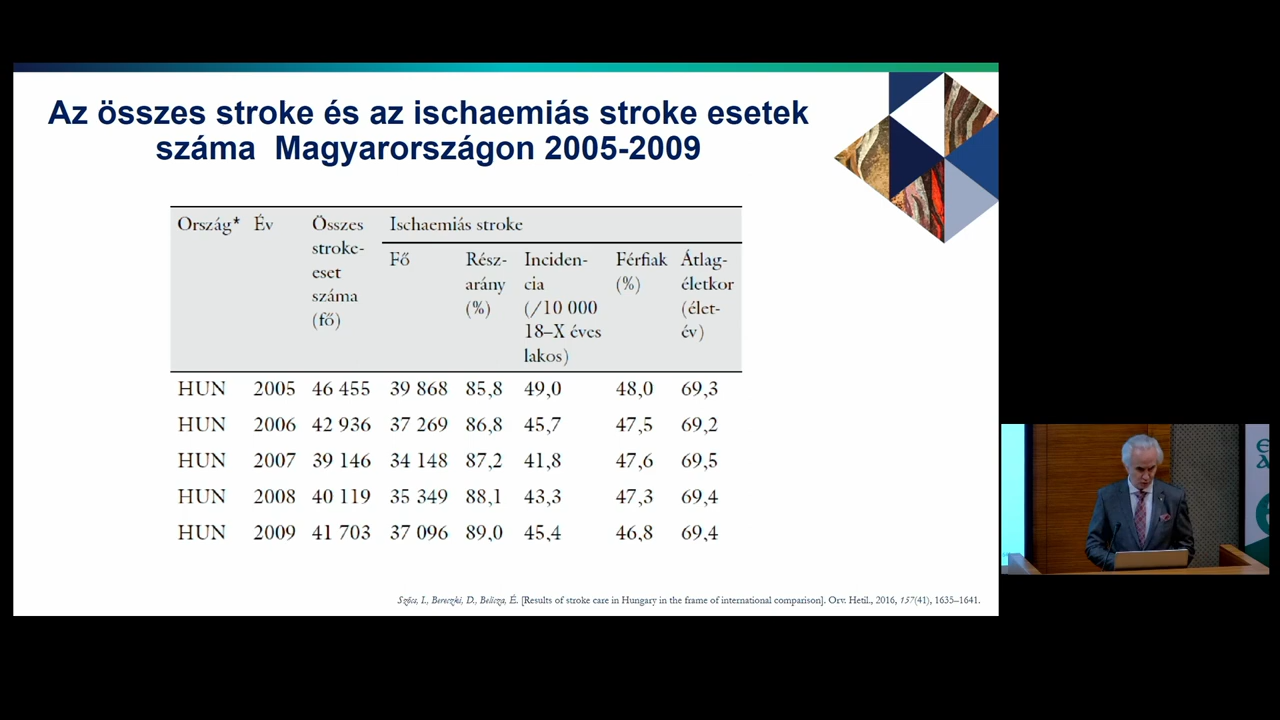 Az összes stroke és az ischaemiás stroke esetek
száma Magyarországon 2005-2009
Ország* Év Összes stroke-eset száma (fő) Ischaemiás stroke
Fő Rész-arány (%) Inciden-cia (/10 000 18–X éves lakos) Férfiak (%) Átlag-életkor (élet-év)
HUN 2005 46 455 39 868 85,8 49,0 48,0 69,3
HUN 2006 42 936 37 269 86,8 45,7 47,5 69,2
HUN 2007 39 146 34 148 87,2 41,8 47,6 69,5
HUN 2008 40 119 35 349 88,1 43,3 47,3 69,4
HUN 2009 41 703 37 096 89,0 45,4 46,8 69,4
Szőcs, I., Bereczki, D., Belicza, É. [Results of stroke care in Hungary in the frame of international comparison]. Orv. Hetil., 2016, 157(41), 1635–1641.